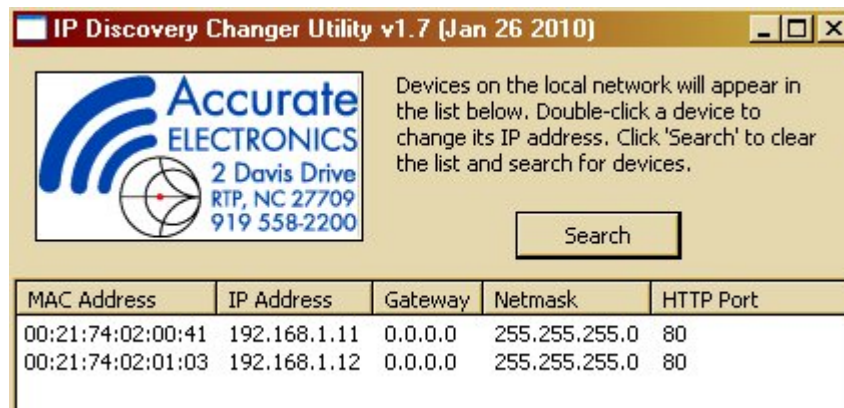 IP Discovery Changer Utility v1.7 (Jan 26 2010)
Accurate
ELECTRONICS
2 Davis Drive
RTP, NC 27709
919 558-2200
Devices on the local network will appear in
the list below. Double-click a device to
change its IP address. Click 'Search' to clear
the list and search for devices.
Search
MAC Address IP Address Gateway Netmask HTTP Port
00:21:74:02:00:41 192.168.1.11 0.0.0.0 255.255.255.0 80
00:21:74:02:01:03 192.168.1.12 0.0.0.0 255.255.255.0 80